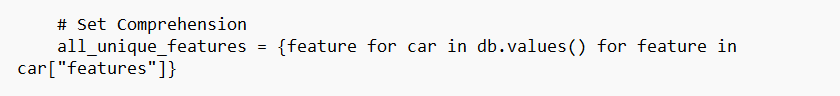 # Set Comprehension
all_unique_features = {feature for car in db.values() for feature in
car["features"]}